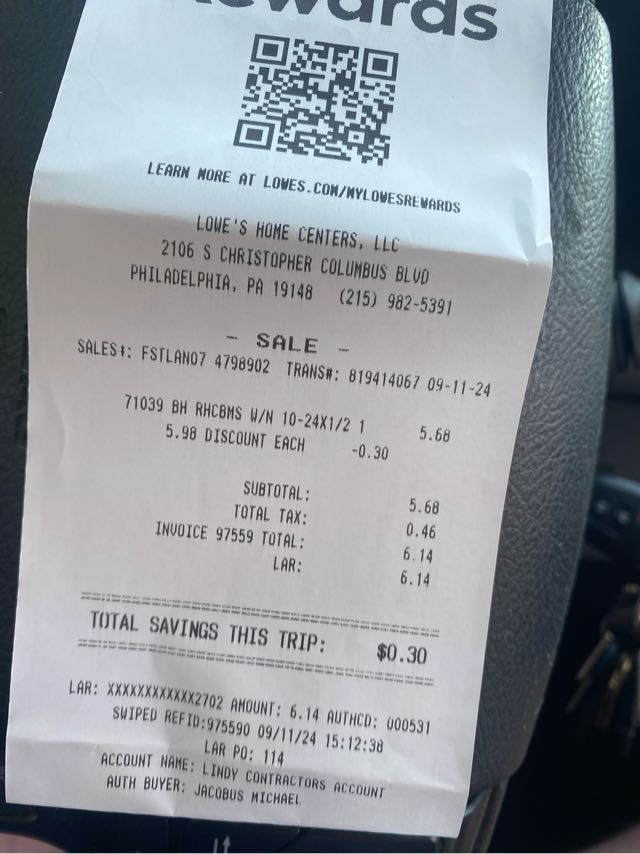 LEARN MORE AT LOWES.COM/MYLOWESREWARDS
LOWE'S HOME CENTERS, LLC
2106 S CHRISTOPHER COLUMBUS BLVD
PHILADELPHIA, PA 19148 (215) 982-5391
- SALE -
SALES#: FSTLAN07 4798902 TRANS#: 819414067 09-11-24
71039 BH RHCBMS W/N 10-24X1/2 1 5.68
5.98 DISCOUNT EACH -0.30
SUBTOTAL: 5.68
TOTAL TAX: 0.46
INVOICE 97559 TOTAL: 6.14
LAR: 6.14
TOTAL SAVINGS THIS TRIP: $0.30
LAR: XXXXXXXXXXXX2702 AMOUNT: 6.14 AUTHCD: 000531
SWIPED REFID:975590 09/11/24 15:12:38
LAR PO: 114
ACCOUNT NAME: LINDY CONTRACTORS ACCOUNT
AUTH BUYER: JACOBUS MICHAEL